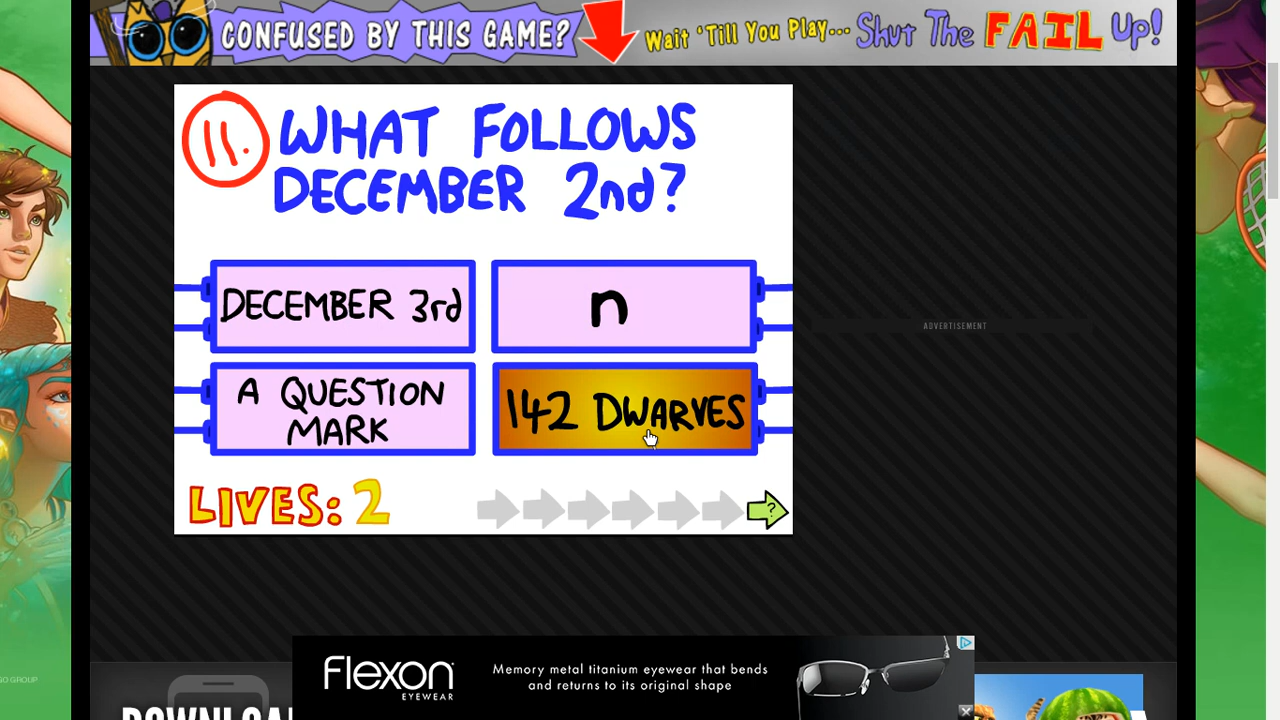 CONFUSED BY THIS GAME?
Wait 'Till You Play... Shut The FAIL Up!
11. WHAT FOLLOWS
DECEMBER 2nd?
DECEMBER 3rd
n
A QUESTION
MARK
142 DWARVES
LIVES: 2
?
ADVERTISEMENT
GO GROUP
Flexon
EYEWEAR
Memory metal titanium eyewear that bends
and returns to its original shape